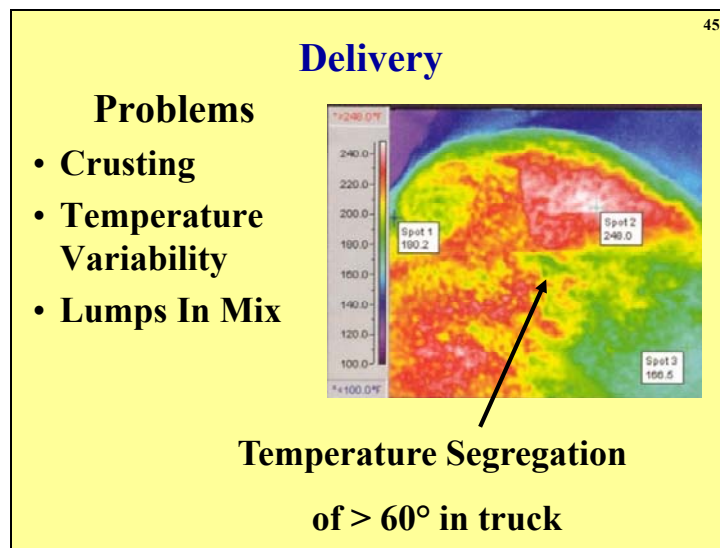 45
Delivery
Problems
• Crusting
• Temperature
Variability
• Lumps In Mix
*>248.0°F
240.0
220.0
200.0
180.0
160.0
140.0
120.0
100.0
*<100.0°F
Spot 1
190.2
Spot 2
248.0
Spot 3
166.5
Temperature Segregation
of > 60° in truck